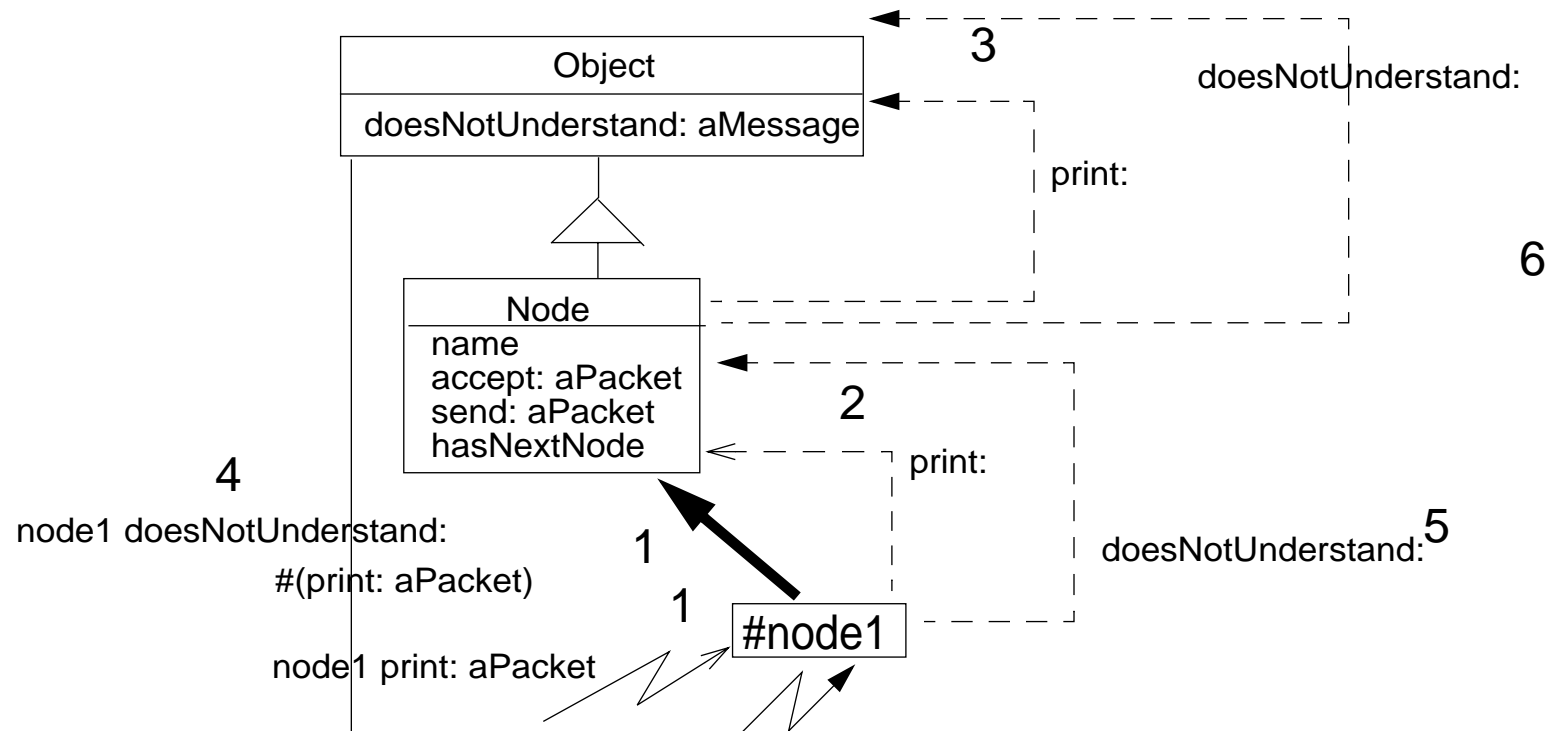 3
Object
doesNotUnderstand:
doesNotUnderstand: aMessage
print:
6
Node
name
accept: aPacket
send: aPacket
hasNextNode
2
print:
4
node1 doesNotUnderstand:
#(print: aPacket)
1
5
doesNotUnderstand:
1
#node1
node1 print: aPacket